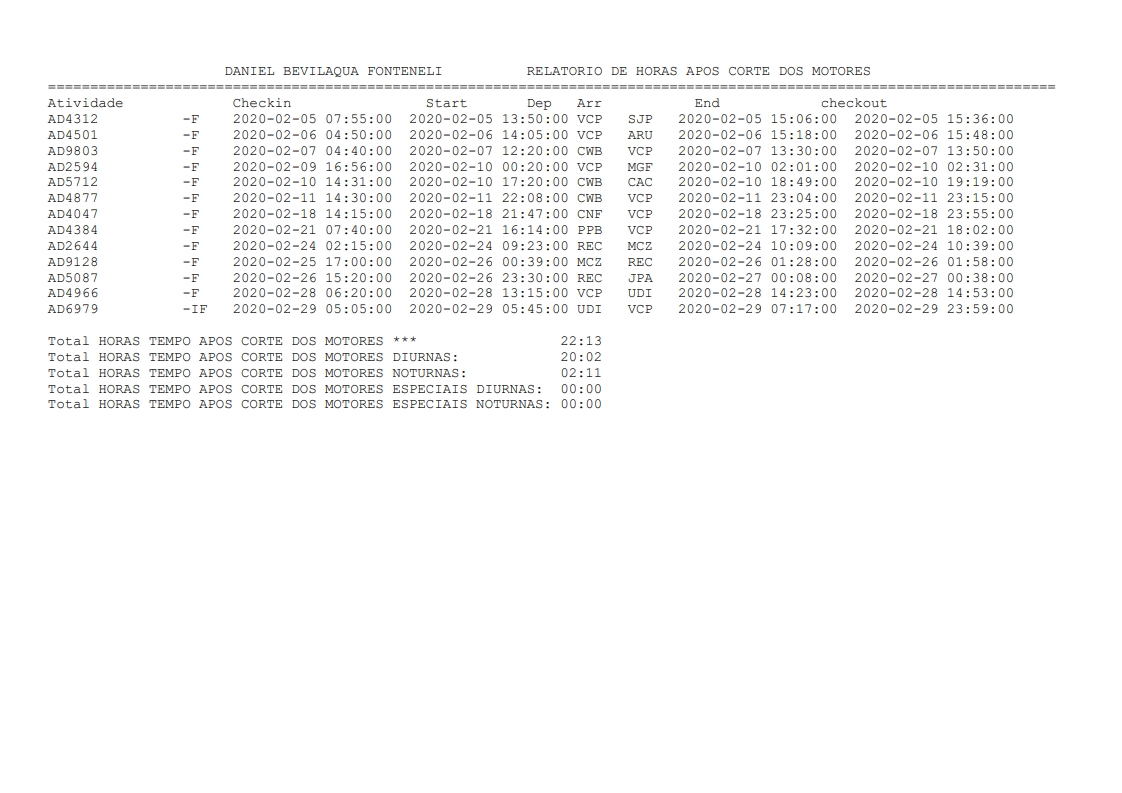 DANIEL BEVILAQUA FONTENELI          RELATORIO DE HORAS APOS CORTE DOS MOTORES
========================================================================================================================
Atividade             Checkin                Start       Dep   Arr           End            checkout
AD4312          -F    2020-02-05 07:55:00  2020-02-05 13:50:00 VCP   SJP   2020-02-05 15:06:00  2020-02-05 15:36:00
AD4501          -F    2020-02-06 04:50:00  2020-02-06 14:05:00 VCP   ARU   2020-02-06 15:18:00  2020-02-06 15:48:00
AD9803          -F    2020-02-07 04:40:00  2020-02-07 12:20:00 CWB   VCP   2020-02-07 13:30:00  2020-02-07 13:50:00
AD2594          -F    2020-02-09 16:56:00  2020-02-10 00:20:00 VCP   MGF   2020-02-10 02:01:00  2020-02-10 02:31:00
AD5712          -F    2020-02-10 14:31:00  2020-02-10 17:20:00 CWB   CAC   2020-02-10 18:49:00  2020-02-10 19:19:00
AD4877          -F    2020-02-11 14:30:00  2020-02-11 22:08:00 CWB   VCP   2020-02-11 23:04:00  2020-02-11 23:15:00
AD4047          -F    2020-02-18 14:15:00  2020-02-18 21:47:00 CNF   VCP   2020-02-18 23:25:00  2020-02-18 23:55:00
AD4384          -F    2020-02-21 07:40:00  2020-02-21 16:14:00 PPB   VCP   2020-02-21 17:32:00  2020-02-21 18:02:00
AD2644          -F    2020-02-24 02:15:00  2020-02-24 09:23:00 REC   MCZ   2020-02-24 10:09:00  2020-02-24 10:39:00
AD9128          -F    2020-02-25 17:00:00  2020-02-26 00:39:00 MCZ   REC   2020-02-26 01:28:00  2020-02-26 01:58:00
AD5087          -F    2020-02-26 15:20:00  2020-02-26 23:30:00 REC   JPA   2020-02-27 00:08:00  2020-02-27 00:38:00
AD4966          -F    2020-02-28 06:20:00  2020-02-28 13:15:00 VCP   UDI   2020-02-28 14:23:00  2020-02-28 14:53:00
AD6979          -IF   2020-02-29 05:05:00  2020-02-29 05:45:00 UDI   VCP   2020-02-29 07:17:00  2020-02-29 23:59:00
Total HORAS TEMPO APOS CORTE DOS MOTORES ***                 22:13
Total HORAS TEMPO APOS CORTE DOS MOTORES DIURNAS:            20:02
Total HORAS TEMPO APOS CORTE DOS MOTORES NOTURNAS:           02:11
Total HORAS TEMPO APOS CORTE DOS MOTORES ESPECIAIS DIURNAS:  00:00
Total HORAS TEMPO APOS CORTE DOS MOTORES ESPECIAIS NOTURNAS: 00:00